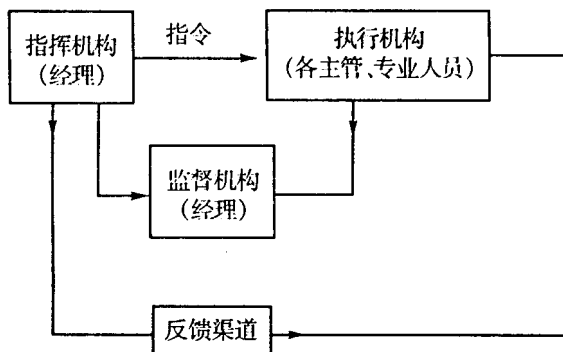 指挥机构
(经理)
指令
执行机构
(各主管、专业人员)
监督机构
(经理)
反馈渠道